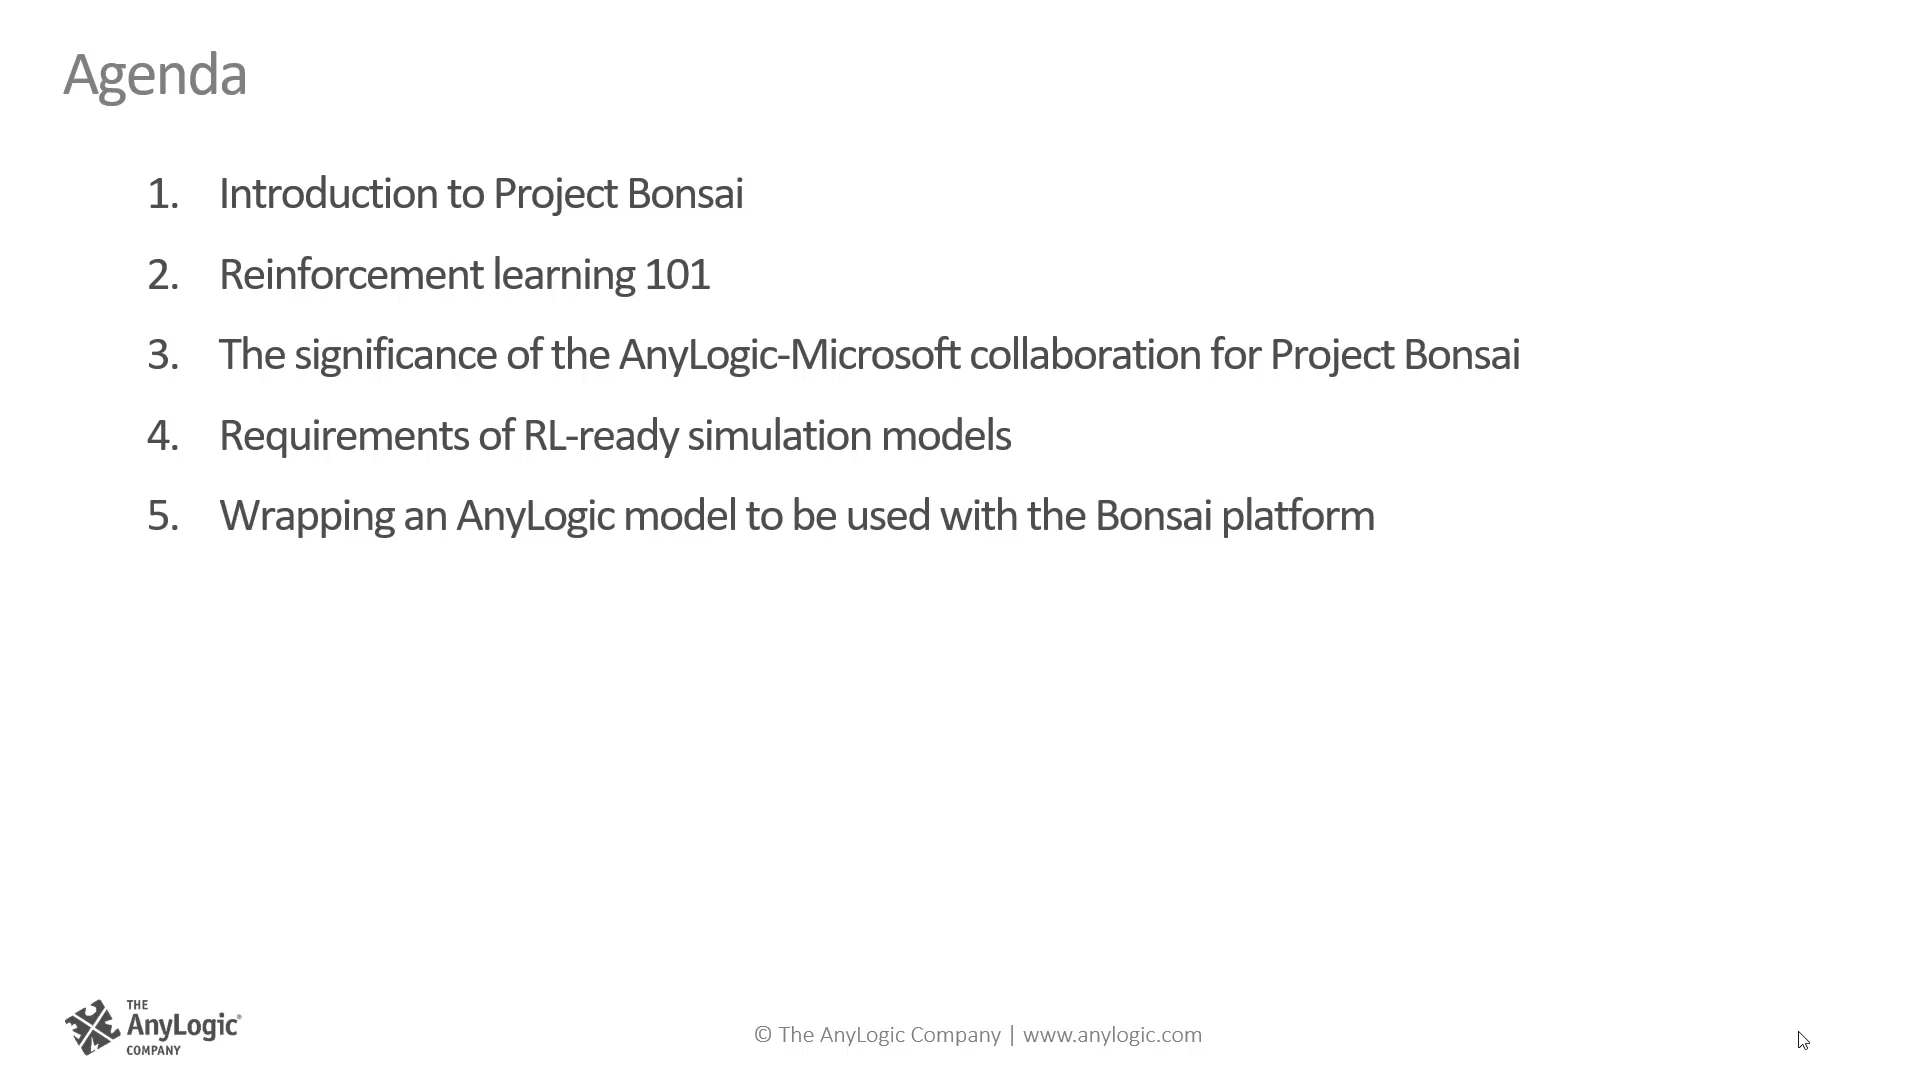 Agenda
1. Introduction to Project Bonsai
2. Reinforcement learning 101
3. The significance of the AnyLogic-Microsoft collaboration for Project Bonsai
4. Requirements of RL-ready simulation models
5. Wrapping an AnyLogic model to be used with the Bonsai platform
THE
AnyLogic®
COMPANY
© The AnyLogic Company | www.anylogic.com